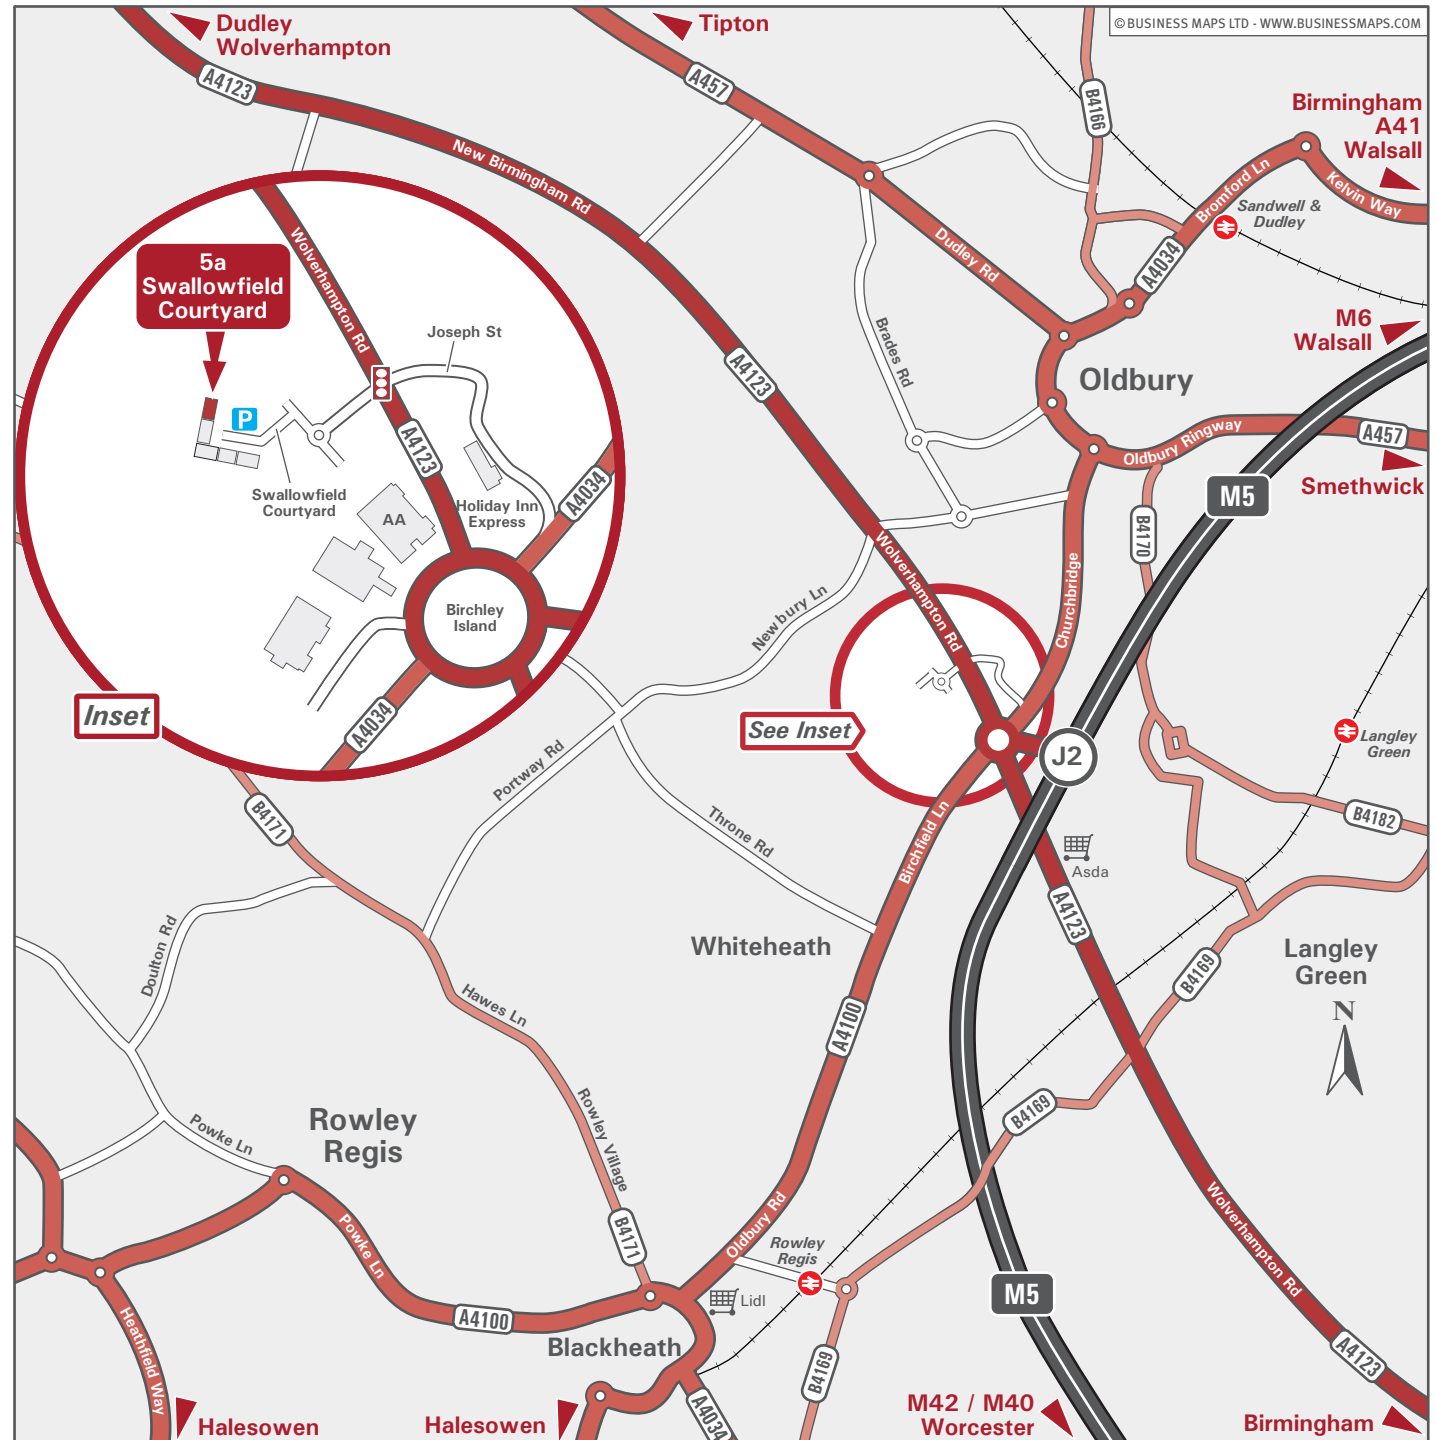 Dudley
Wolverhampton
Tipton
© BUSINESS MAPS LTD - WWW.BUSINESSMAPS.COM
A4123
A457
B4166
Birmingham
A41
Walsall
New Birmingham Rd
Bromford Ln
Kelvin Way
Sandwell &
Dudley
Dudley Rd
A4034
5a
Swallowfield
Courtyard
Wolverhampton Rd
Joseph St
P
A4123
Swallowfield
Courtyard
AA
Holiday Inn
Express
A4034
Birchley
Island
A4034
Inset
M6
Walsall
Brades Rd
A4123
Oldbury
Oldbury Ringway
A457
Smethwick
M5
B4170
Wolverhampton Rd
Churchbridge
Newbury Ln
See Inset
J2
Langley
Green
Portway Rd
B4171
Throne Rd
Birchfield Ln
B4182
Asda
A4123
Whiteheath
Doulton Rd
Langley
Green
B4169
N
Hawes Ln
A4100
B4169
Rowley
Regis
Powke Ln
Rowley Village
Powke Ln
B4171
Oldbury Rd
Rowley
Regis
Wolverhampton Rd
M5
Lidl
A4100
Blackheath
Heathfield Way
B4169
A4123
A4034
Halesowen
Halesowen
M42 / M40
Worcester
Birmingham